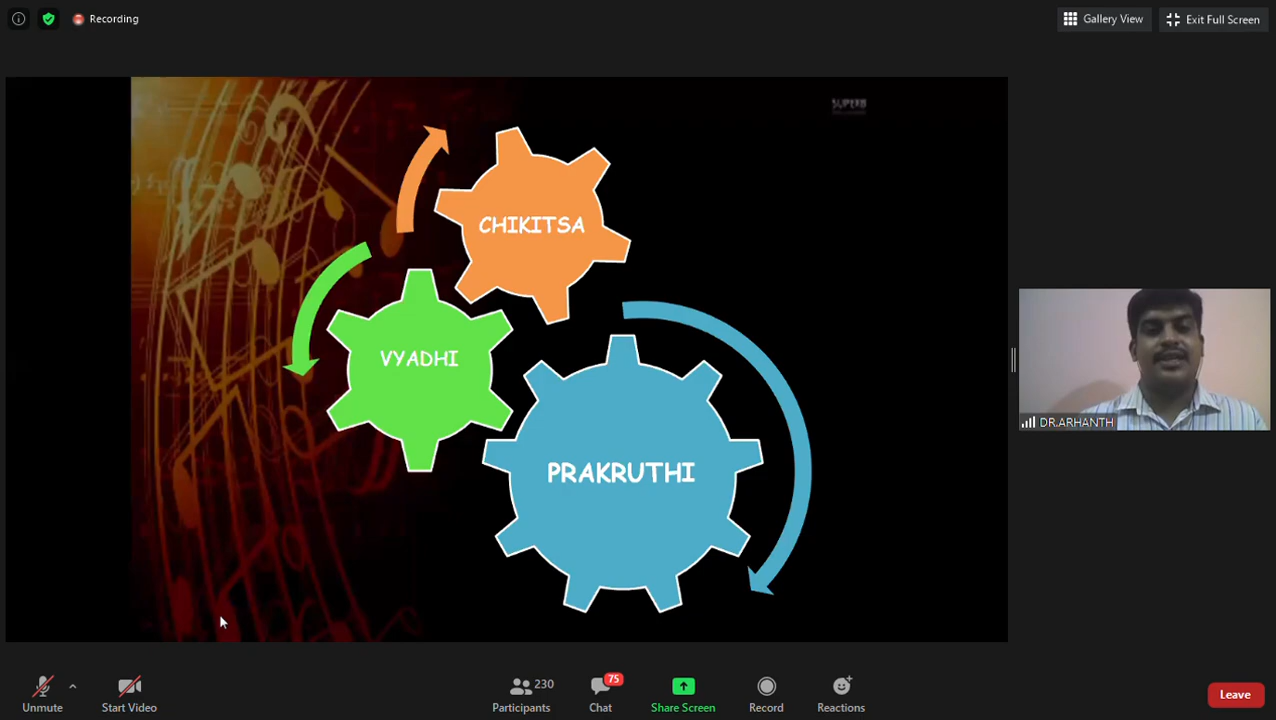 Recording
Gallery View
Exit Full Screen
SUPERB
CHIKITSA
VYADHI
PRAKRUTHI
DR.ARHANTH
Unmute
Start Video
230
Participants
75
Chat
Share Screen
Record
Reactions
Leave